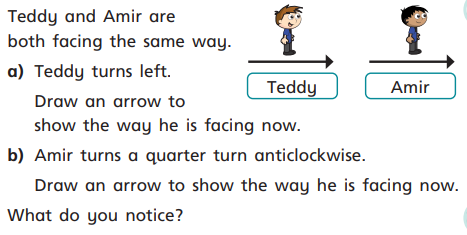 Teddy and Amir are
both facing the same way.
a) Teddy turns left.
Draw an arrow to
show the way he is facing now.
Teddy
Amir
b) Amir turns a quarter turn anticlockwise.
Draw an arrow to show the way he is facing now.
What do you notice?